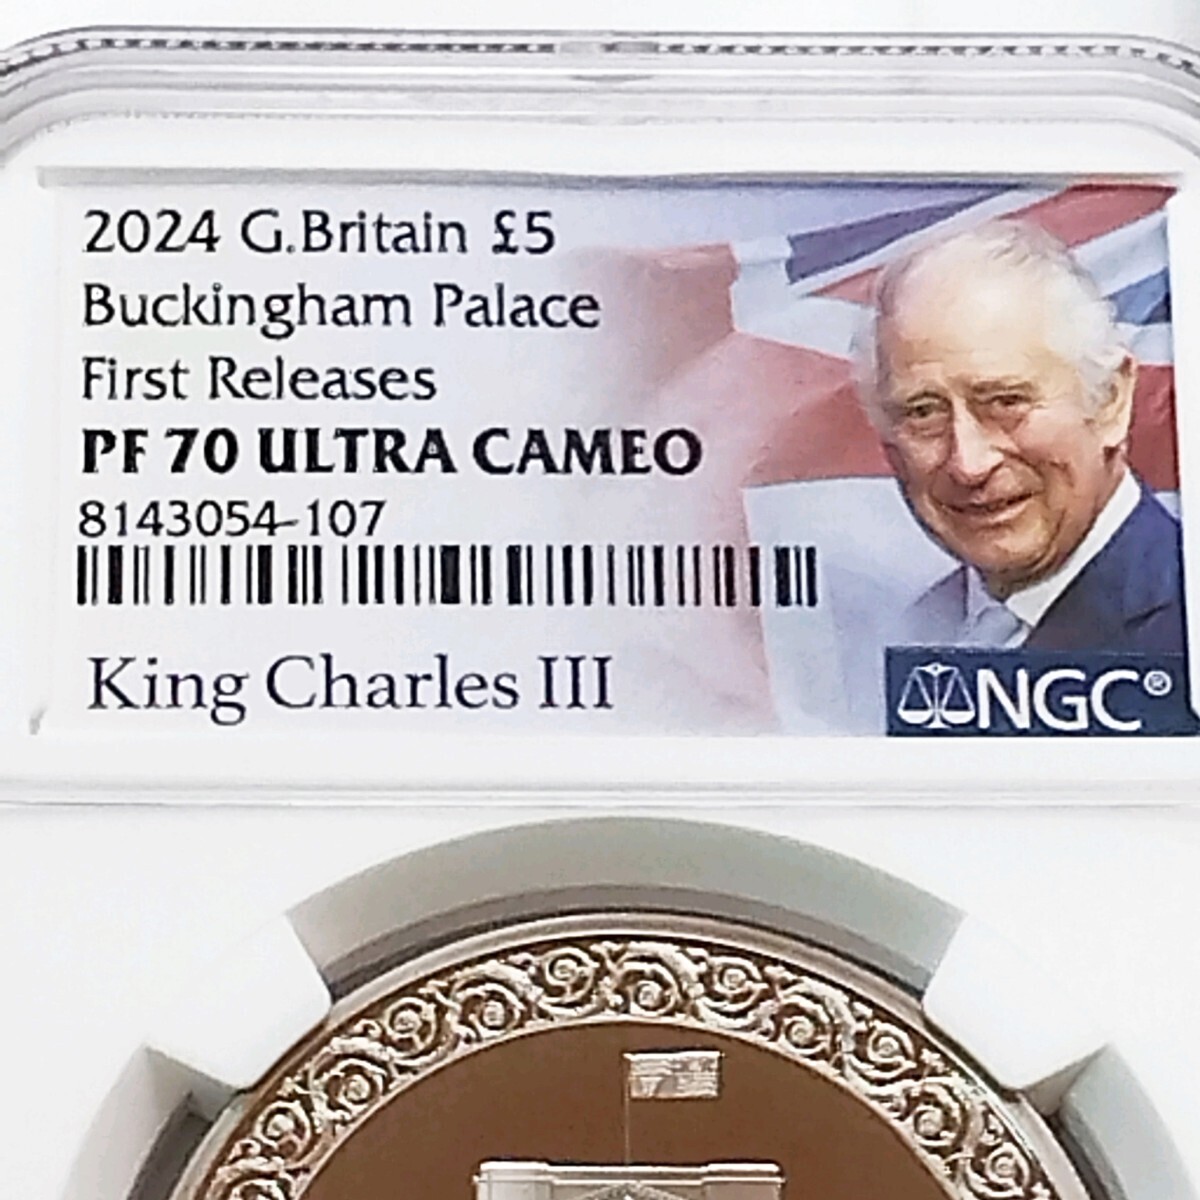 2024 G.Britain £5
Buckingham Palace
First Releases
PF 70 ULTRA CAMEO
8143054-107
King Charles III
NGC®